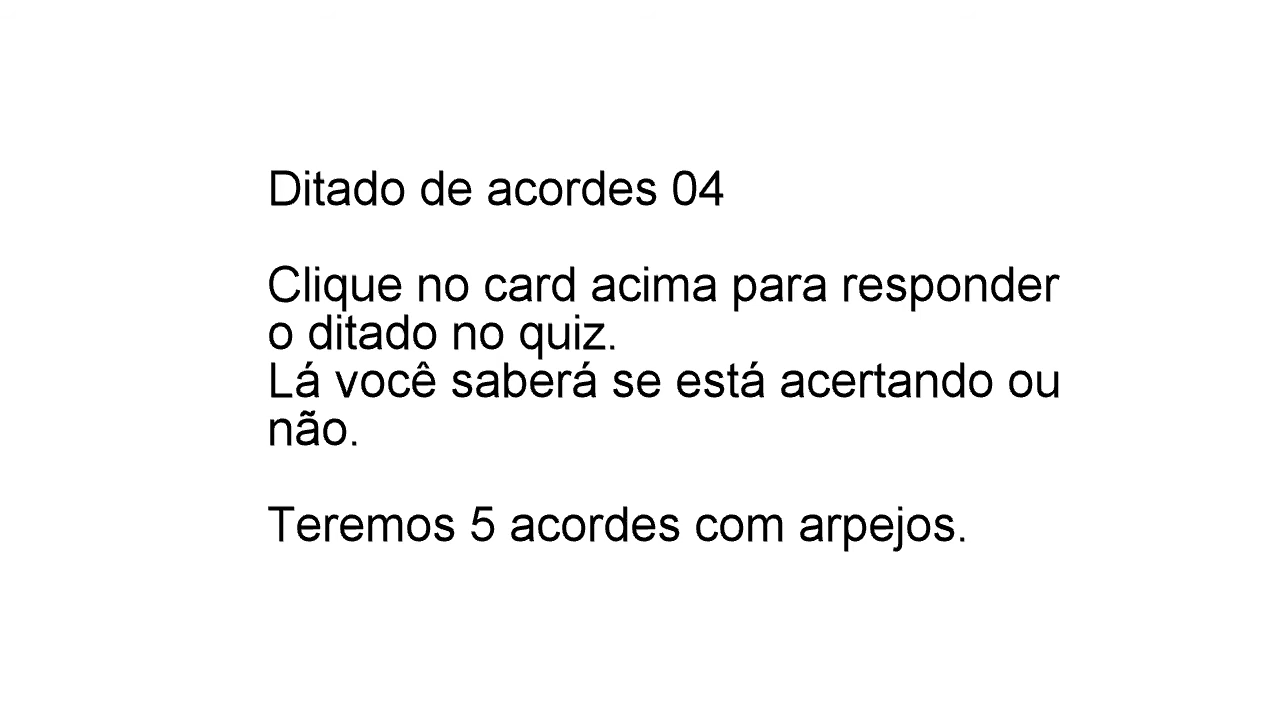 Ditado de acordes 04
Clique no card acima para responder
o ditado no quiz.
Lá você saberá se está acertando ou
não.
Teremos 5 acordes com arpejos.